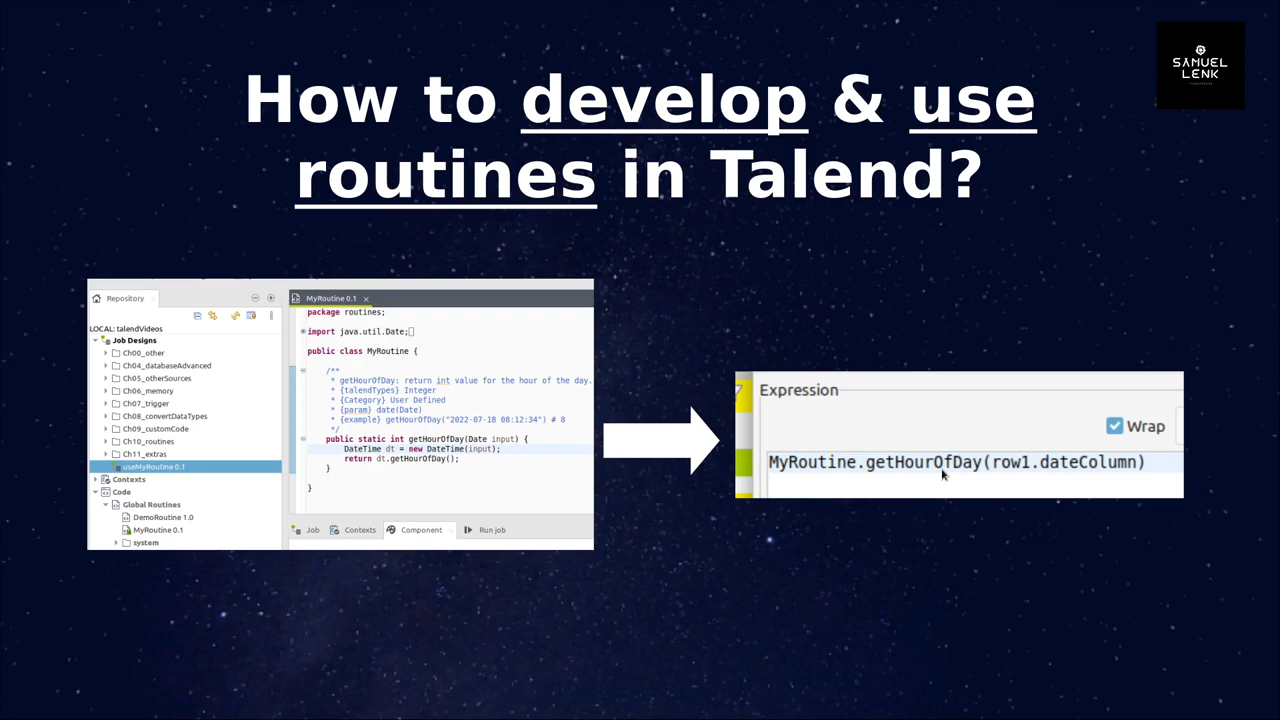 SAMUEL
LENK
How to develop & use
routines in Talend?
Repository
LOCAL: talendVideos
Job Designs
Ch00_other
Ch04_databaseAdvanced
Ch05_otherSources
Ch06_memory
Ch07_trigger
Ch08_convertDataTypes
Ch09_customCode
Ch10_routines
Ch11_extras
useMyRoutine 0.1
Contexts
Code
Global Routines
DemoRoutine 1.0
MyRoutine 0.1
system
MyRoutine 0.1
package routines;
import java.util.Date;
public class MyRoutine {
/**
* getHourOfDay: return int value for the hour of the day.
* {talendTypes} Integer
* {Category} User Defined
* {param} date(Date)
* {example} getHourOfDay("2022-07-18 08:12:34") # 8
*/
public static int getHourOfDay(Date input) {
DateTime dt = new DateTime(input);
return dt.getHourOfDay();
}
}
Job Contexts Component Run job
Expression
Wrap
MyRoutine.getHourOfDay(row1.dateColumn)